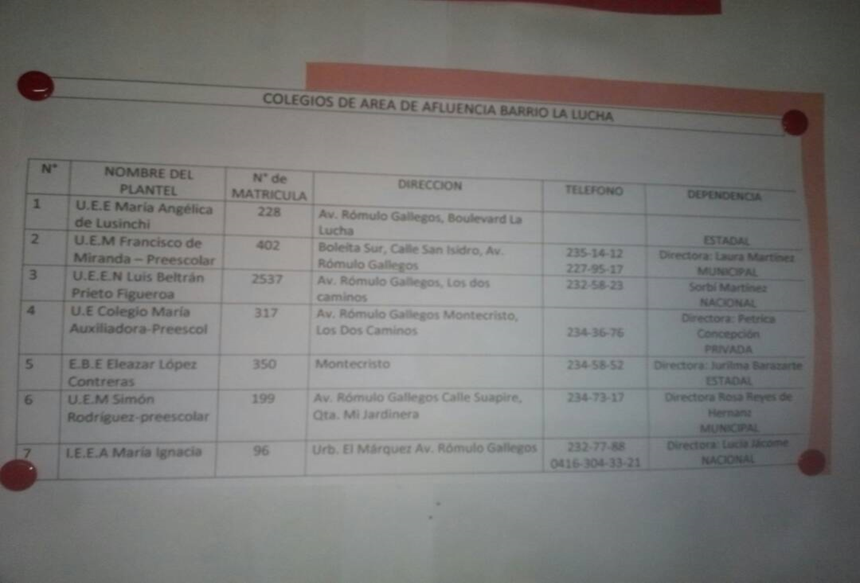 COLEGIOS DE AREA DE AFLUENCIA BARRIO LA LUCHA
N° NOMBRE DEL PLANTEL N° de MATRICULA DIRECCION TELEFONO DEPENDENCIA
1 U.E.E María Angélica de Lusinchi 228 Av. Rómulo Gallegos, Boulevard La Lucha ESTADAL
2 U.E.M Francisco de Miranda – Preescolar 402 Boleíta Sur, Calle San Isidro, Av. Rómulo Gallegos 235-14-12 227-95-17 Directora: Laura Martínez MUNICIPAL
3 U.E.E.N Luis Beltrán Prieto Figueroa 2537 Av. Rómulo Gallegos, Los dos caminos 232-58-23 Sorbi Martínez NACIONAL
4 U.E Colegio María Auxiliadora-Preescol 317 Av. Rómulo Gallegos Montecristo, Los Dos Caminos 234-36-76 Directora: Petrica Concepción PRIVADA
5 E.B.E Eleazar López Contreras 350 Montecristo 234-58-52 Directora: Jurilma Barazarte ESTADAL
6 U.E.M Simón Rodríguez-preescolar 199 Av. Rómulo Gallegos Calle Suapire, Qta. Mi Jardinera 234-73-17 Directora Rosa Reyes de Hernanz MUNICIPAL
7 I.E.E.A María Ignacia 96 Urb. El Márquez Av. Rómulo Gallegos 232-77-88 0416-304-33-21 Directora: Lucía Jácome NACIONAL